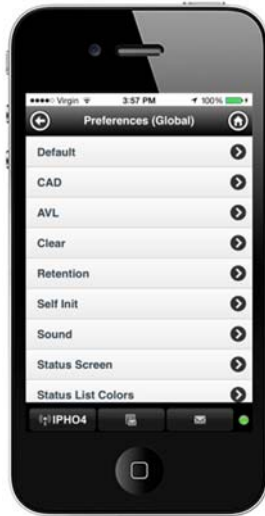 Virgin 3:57 PM 100%
Preferences (Global)
Default
CAD
AVL
Clear
Retention
Self Init
Sound
Status Screen
Status List Colors
IPHO4